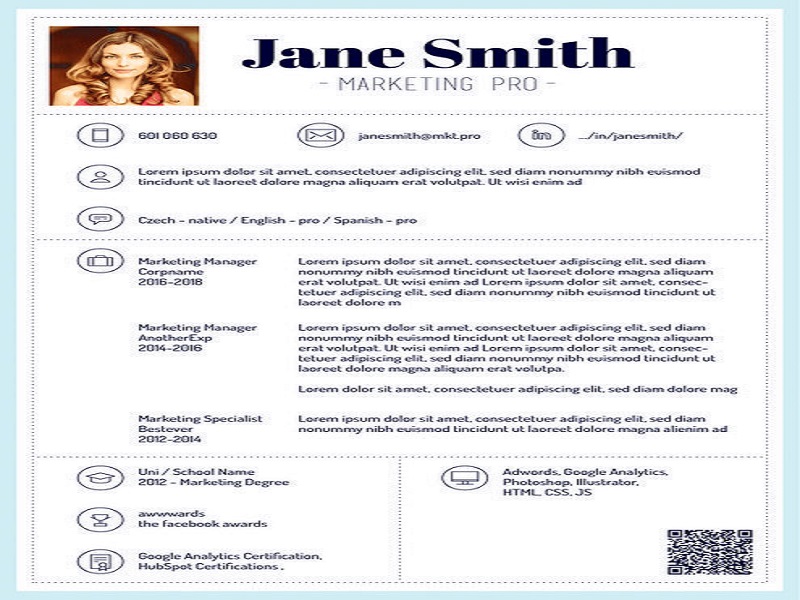 Jane Smith
- MARKETING PRO -
601 060 630
janesmith@mkt.pro
.../in/janesmith/
Lorem ipsum dolor sit amet, consectetuer adipiscing elit, sed diam nonummy nibh euismod
tincidunt ut laoreet dolore magna aliquam erat volutpat. Ut wisi enim ad
Czech - native / English - pro / Spanish - pro
Marketing Manager
Corpname
2016-2018
Lorem ipsum dolor sit amet, consectetuer adipiscing elit, sed diam
nonummy nibh euismod tincidunt ut laoreet dolore magna aliquam
erat volutpat. Ut wisi enim ad Lorem ipsum dolor sit amet, consec-
tetuer adipiscing elit, sed diam nonummy nibh euismod tincidunt ut
laoreet dolore m
Marketing Manager
AnotherExp
2014-2016
Lorem ipsum dolor sit amet, consectetuer adipiscing elit, sed diam
nonummy nibh euismod tincidunt ut laoreet dolore magna aliquam
erat volutpat. Ut wisi enim ad Lorem ipsum dolor sit amet, consec-
tetuer adipiscing elit, sed diam nonummy nibh euismod tincidunt ut
laoreet dolore magna aliquam erat volutpa.
Lorem dolor sit amet, consectetuer adipiscing elit, sed diam dolore mag
Marketing Specialist
Bestever
2012-2014
Lorem ipsum dolor sit amet, consectetuer adipiscing elit, sed diam
nonummy nibh euismod tincidunt ut laoreet dolore magna alienim ad
Uni / School Name
2012 - Marketing Degree
awwwards
the facebook awards
Google Analytics Certification,
HubSpot Certifications .
Adwords, Google Analytics,
Photoshop, Illustrator,
HTML, CSS, JS
in